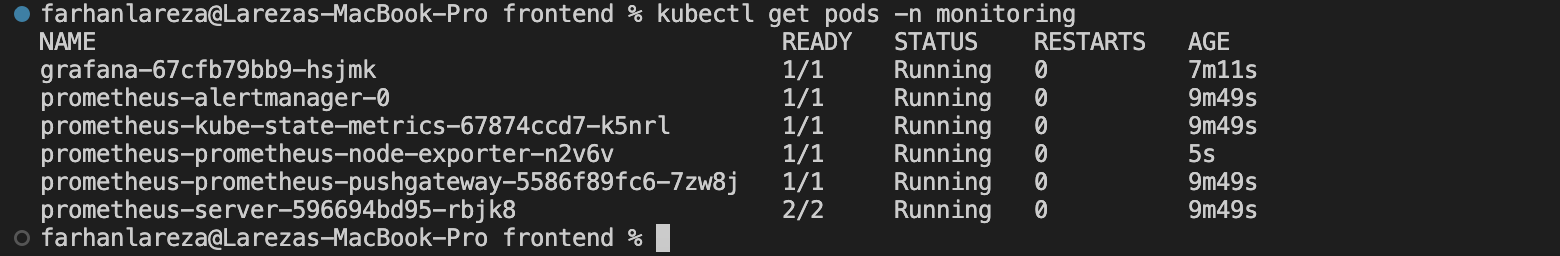 farhanlareza@Larezas-MacBook-Pro frontend % kubectl get pods -n monitoring
NAME READY STATUS RESTARTS AGE
grafana-67cfb79bb9-hsjmk 1/1 Running 0 7m11s
prometheus-alertmanager-0 1/1 Running 0 9m49s
prometheus-kube-state-metrics-67874ccd7-k5nrl 1/1 Running 0 9m49s
prometheus-prometheus-node-exporter-n2v6v 1/1 Running 0 5s
prometheus-prometheus-pushgateway-5586f89fc6-7zw8j 1/1 Running 0 9m49s
prometheus-server-596694bd95-rbjk8 2/2 Running 0 9m49s
farhanlareza@Larezas-MacBook-Pro frontend %